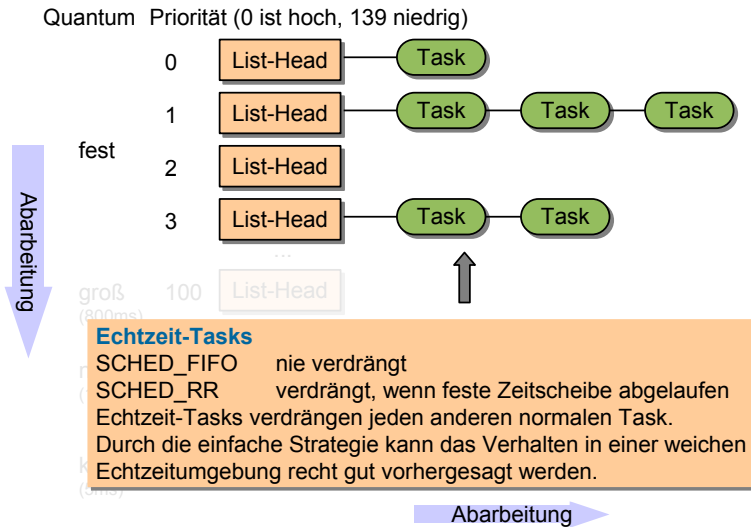 Quantum Priorität (0 ist hoch, 139 niedrig)
0 List-Head Task
1 List-Head Task Task Task
fest
2 List-Head
3 List-Head Task Task
Abarbeitung
...
groß 100 List-Head
(800ms)
Echtzeit-Tasks
SCHED_FIFO nie verdrängt
SCHED_RR verdrängt, wenn feste Zeitscheibe abgelaufen
Echtzeit-Tasks verdrängen jeden anderen normalen Task.
Durch die einfache Strategie kann das Verhalten in einer weichen
Echtzeitumgebung recht gut vorhergesagt werden.
Abarbeitung